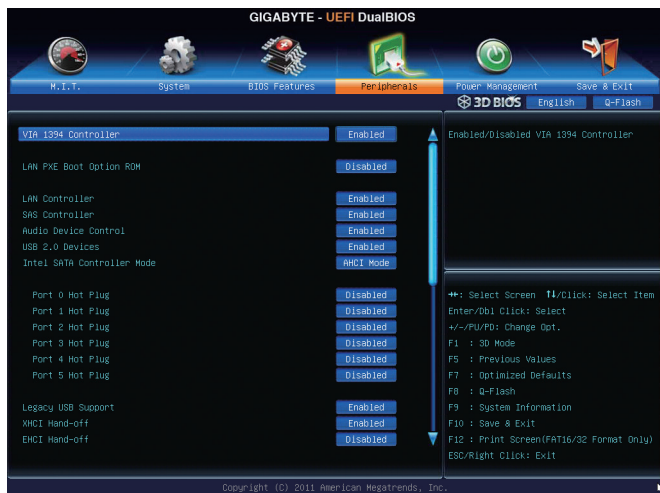 GIGABYTE - UEFI DualBIOS
M.I.T. System BIOS Features Peripherals Power Management Save & Exit
3D BIOS English Q-Flash
VIA 1394 Controller Enabled
Enabled/Disabled VIA 1394 Controller
LAN PXE Boot Option ROM Disabled
LAN Controller Enabled
SAS Controller Enabled
Audio Device Control Enabled
USB 2.0 Devices Enabled
Intel SATA Controller Mode AHCI Mode
Port 0 Hot Plug Disabled
Port 1 Hot Plug Disabled
Port 2 Hot Plug Disabled
Port 3 Hot Plug Disabled
Port 4 Hot Plug Disabled
Port 5 Hot Plug Disabled
Legacy USB Support Enabled
XHCI Hand-off Enabled
EHCI Hand-off Disabled
→←: Select Screen ↑↓/Click: Select Item
Enter/Dbl Click: Select
+/-/PU/PD: Change Opt.
F1 : 3D Mode
F5 : Previous Values
F7 : Optimized Defaults
F8 : Q-Flash
F9 : System Information
F10 : Save & Exit
F12 : Print Screen(FAT16/32 Format Only)
ESC/Right Click: Exit
Copyright (C) 2011 American Megatrends, Inc.